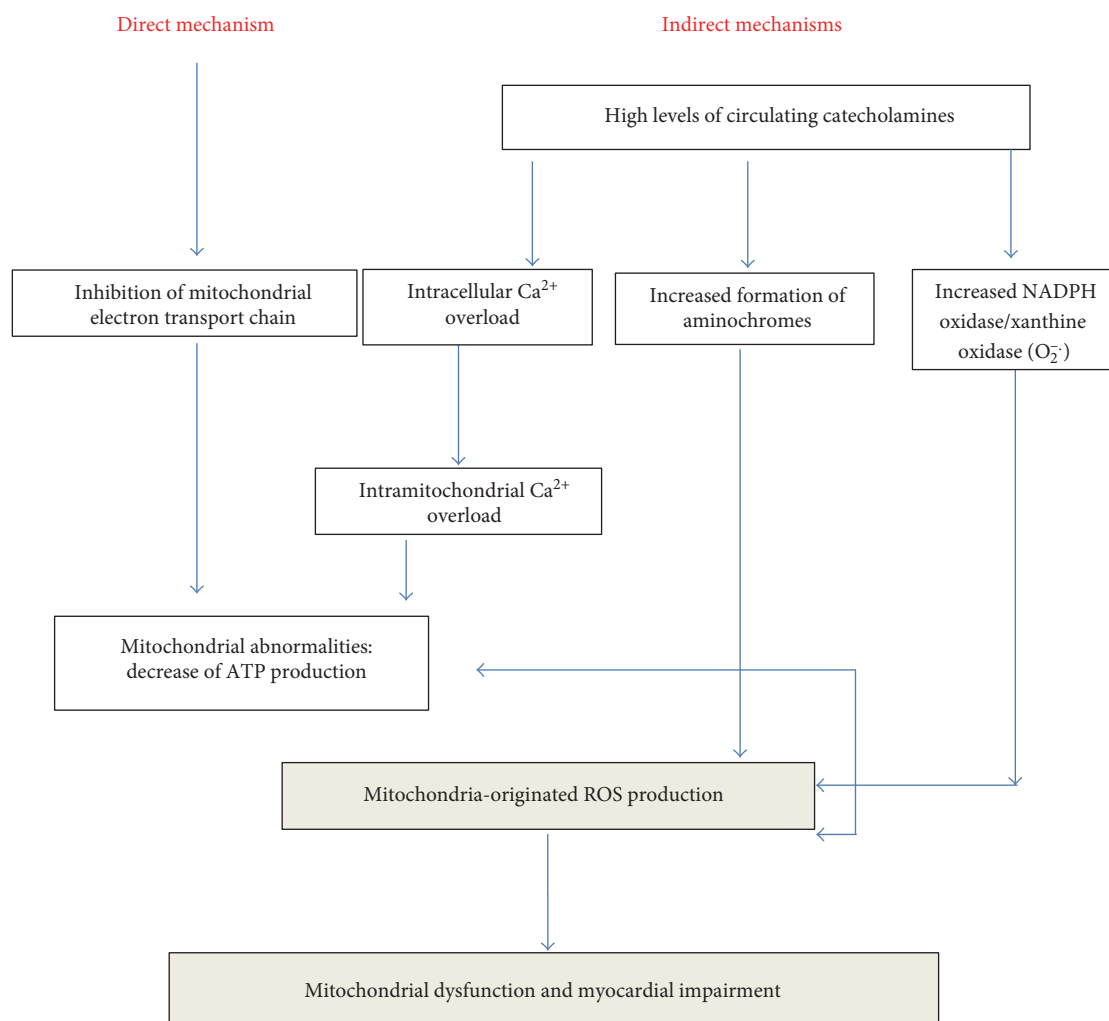 Direct mechanism
Indirect mechanisms
High levels of circulating catecholamines
Inhibition of mitochondrial
electron transport chain
Intracellular Ca²⁺
overload
Increased formation of
aminochromes
Increased NADPH
oxidase/xanthine
oxidase (O₂⁻·)
Intramitochondrial Ca²⁺
overload
Mitochondrial abnormalities:
decrease of ATP production
Mitochondria-originated ROS production
Mitochondrial dysfunction and myocardial impairment